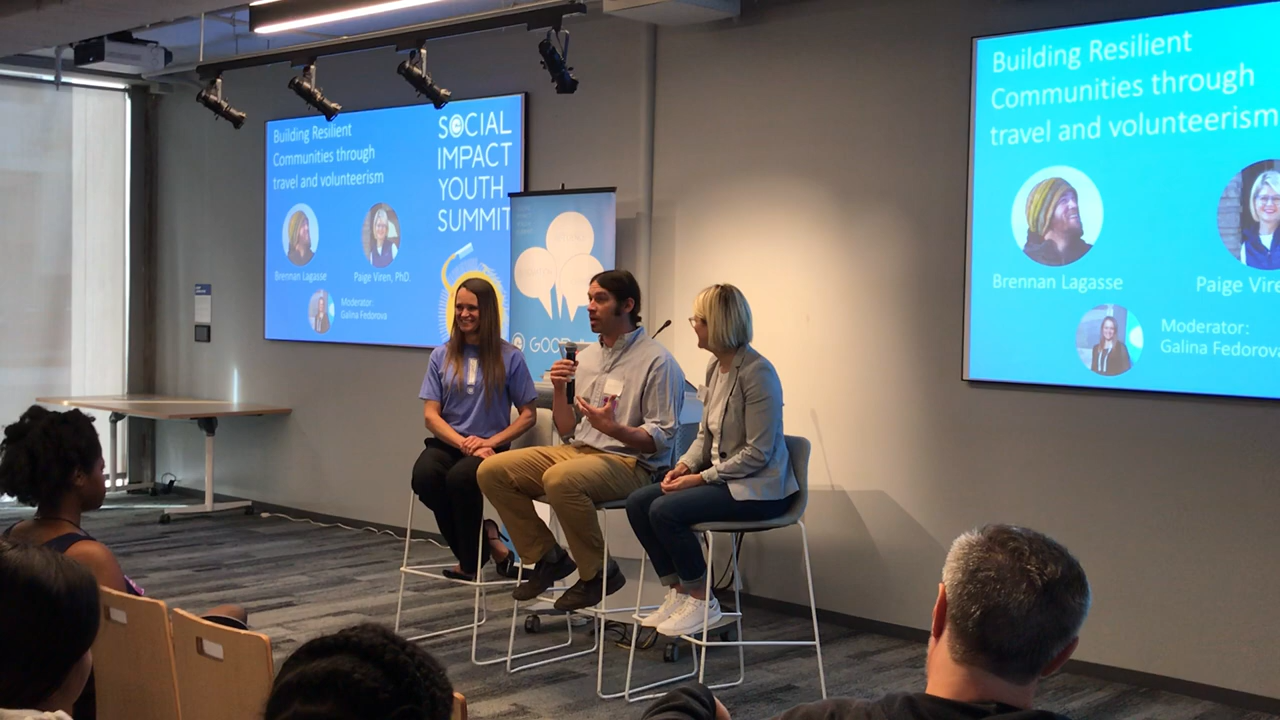 Building Resilient
Communities through
travel and volunteerism
SOCIAL
IMPACT
YOUTH
SUMMIT
Brennan Lagasse
Paige Viren, PhD.
Moderator:
Galina Fedorova
Building Resilient
Communities through
travel and volunteerism
Brennan Lagasse
Paige Vire
Moderator:
Galina Fedorova